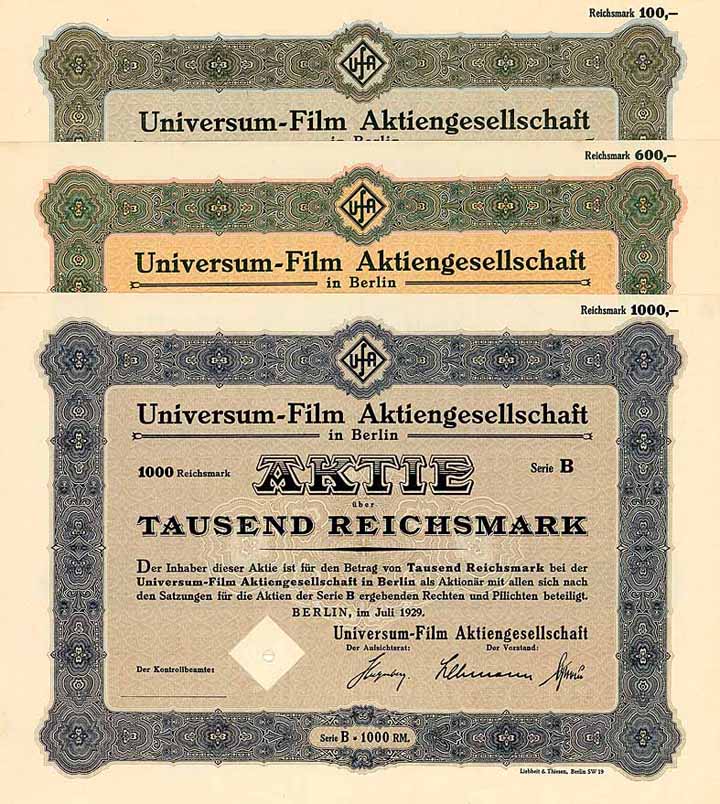 Reichsmark 100,–
UfA
Universum-Film Aktiengesellschaft
in Berlin
Reichsmark 600,–
UfA
Universum-Film Aktiengesellschaft
in Berlin
Reichsmark 1000,–
UfA
Universum-Film Aktiengesellschaft
in Berlin
1000 Reichsmark AKTIE Serie B
über
TAUSEND REICHSMARK
Der Inhaber dieser Aktie ist für den Betrag von Tausend Reichsmark bei der
Universum-Film Aktiengesellschaft in Berlin als Aktionär mit allen sich nach
den Satzungen für die Aktien der Serie B ergebenden Rechten und Pflichten beteiligt.
BERLIN, im Juli 1929.
Universum-Film Aktiengesellschaft
Der Aufsichtsrat: Der Vorstand:
Der Kontrollbeamte: Hugenberg. Lehmann
Serie B • 1000 RM.
Liebheit & Thiesen, Berlin SW 19